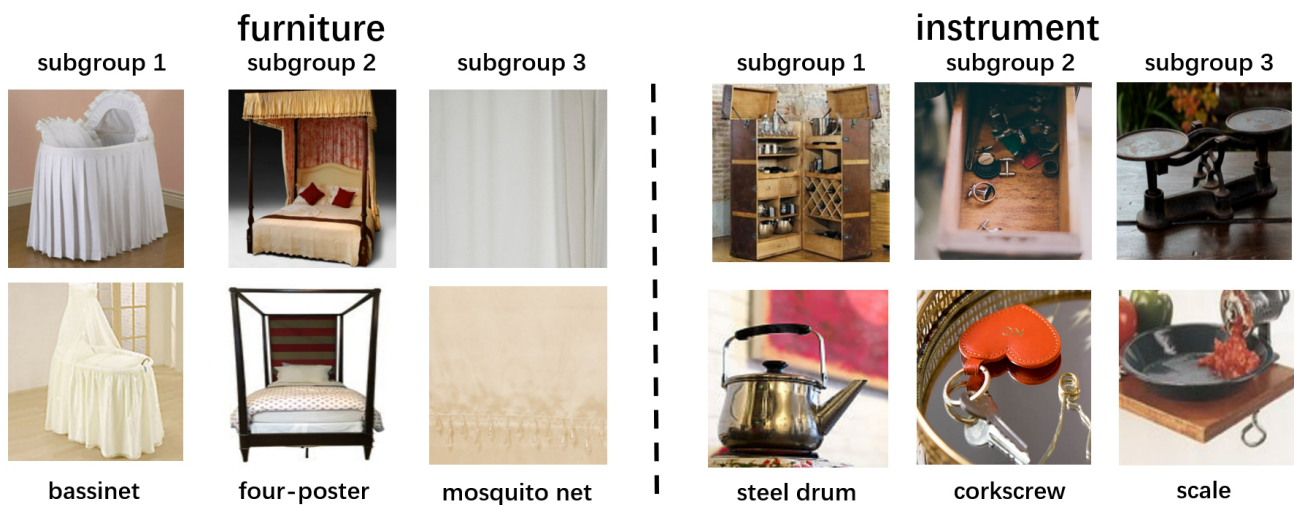 furniture
subgroup 1
subgroup 2
subgroup 3
bassinet
four-poster
mosquito net
instrument
subgroup 1
subgroup 2
subgroup 3
steel drum
corkscrew
scale